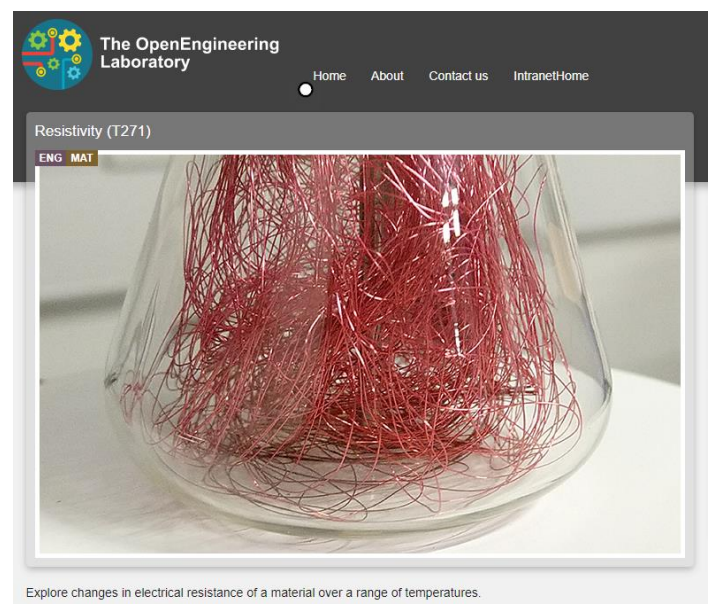 The OpenEngineering
Laboratory
Home About Contact us IntranetHome
Resistivity (T271)
ENG MAT
Explore changes in electrical resistance of a material over a range of temperatures.